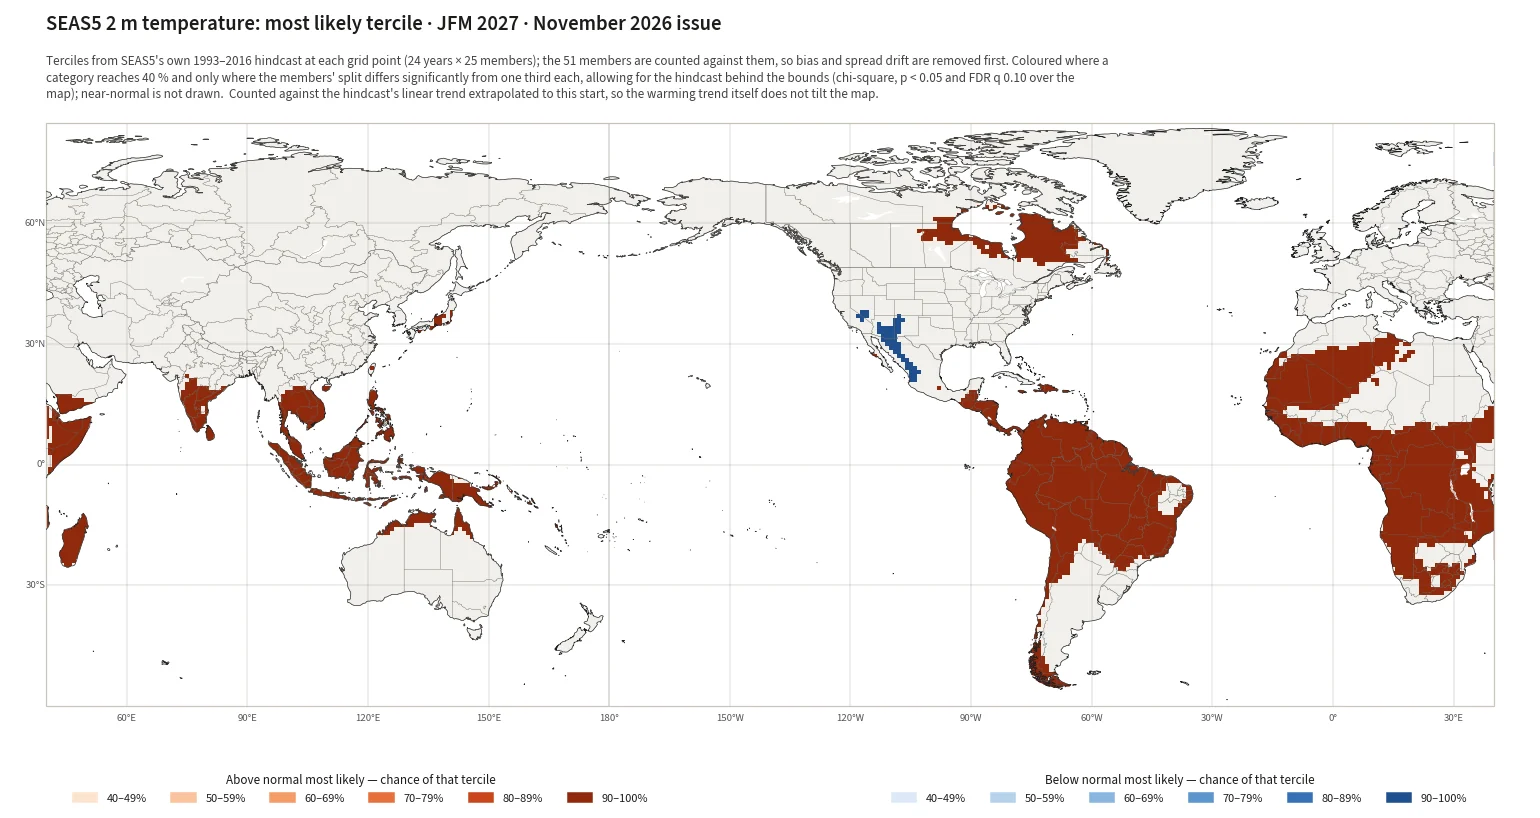 SEAS5 2 m temperature: most likely tercile · JFM 2027 · November 2026 issue
Terciles from SEAS5's own 1993–2016 hindcast at each grid point (24 years × 25 members); the 51 members are counted against them, so bias and spread drift are removed first. Coloured where a
category reaches 40 % and only where the members' split differs significantly from one third each, allowing for the hindcast behind the bounds (chi-square, p < 0.05 and FDR q 0.10 over the
map); near-normal is not drawn.  Counted against the hindcast's linear trend extrapolated to this start, so the warming trend itself does not tilt the map.
60°N
30°N
0°
30°S
60°E 90°E 120°E 150°E 180° 150°W 120°W 90°W 60°W 30°W 0° 30°E
Above normal most likely — chance of that tercile
40–49% 50–59% 60–69% 70–79% 80–89% 90–100%
Below normal most likely — chance of that tercile
40–49% 50–59% 60–69% 70–79% 80–89% 90–100%